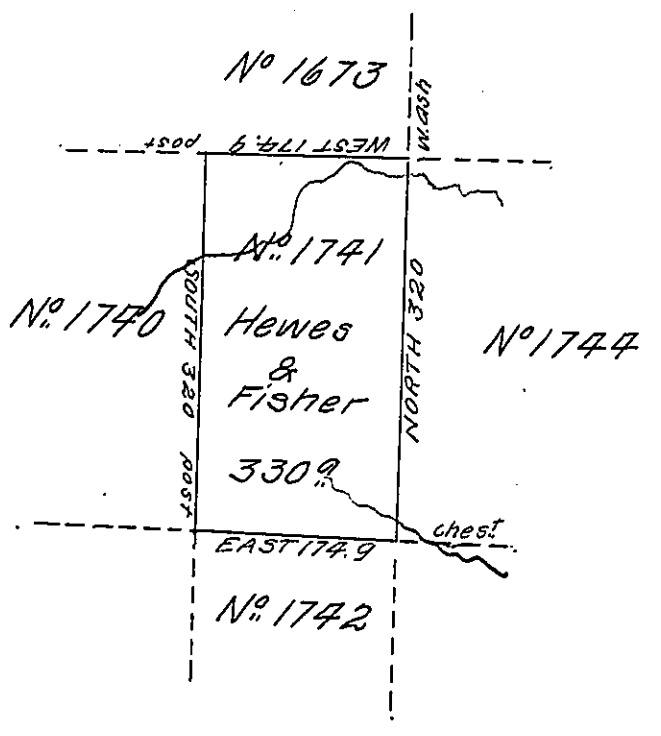 Nº 1673
W.ash
post
WEST 174.9
Nº 1741
SOUTH 320
NORTH 320
Nº 1740
Hewes
&
Fisher
Nº 1744
330 a
post
chest
EAST 174.9
Nº 1742